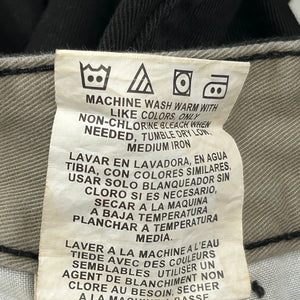 MACHINE WASH WARM WITH
LIKE COLORS, ONLY
NON-CHLORINE BLEACH WHEN
NEEDED, TUMBLE DRY LOW,
MEDIUM IRON
LAVAR EN LAVADORA, EN AGUA
TIBIA, CON COLORES SIMILARES,
USAR SOLO BLANQUEADOR SIN
CLORO SI ES NECESARIO,
SECAR A LA MAQUINA
A BAJA TEMPERATURA
PLANCHAR A TEMPERATURA
MEDIA.
LAVER A LA MACHINE A L'EAU
TIEDE AVEC DES COULEURS
SEMBLABLES UTILISER UN
AGENT DE BLANCHIMENT NON
CLORE AU BESOIN, SECHER
A LA MACHINE